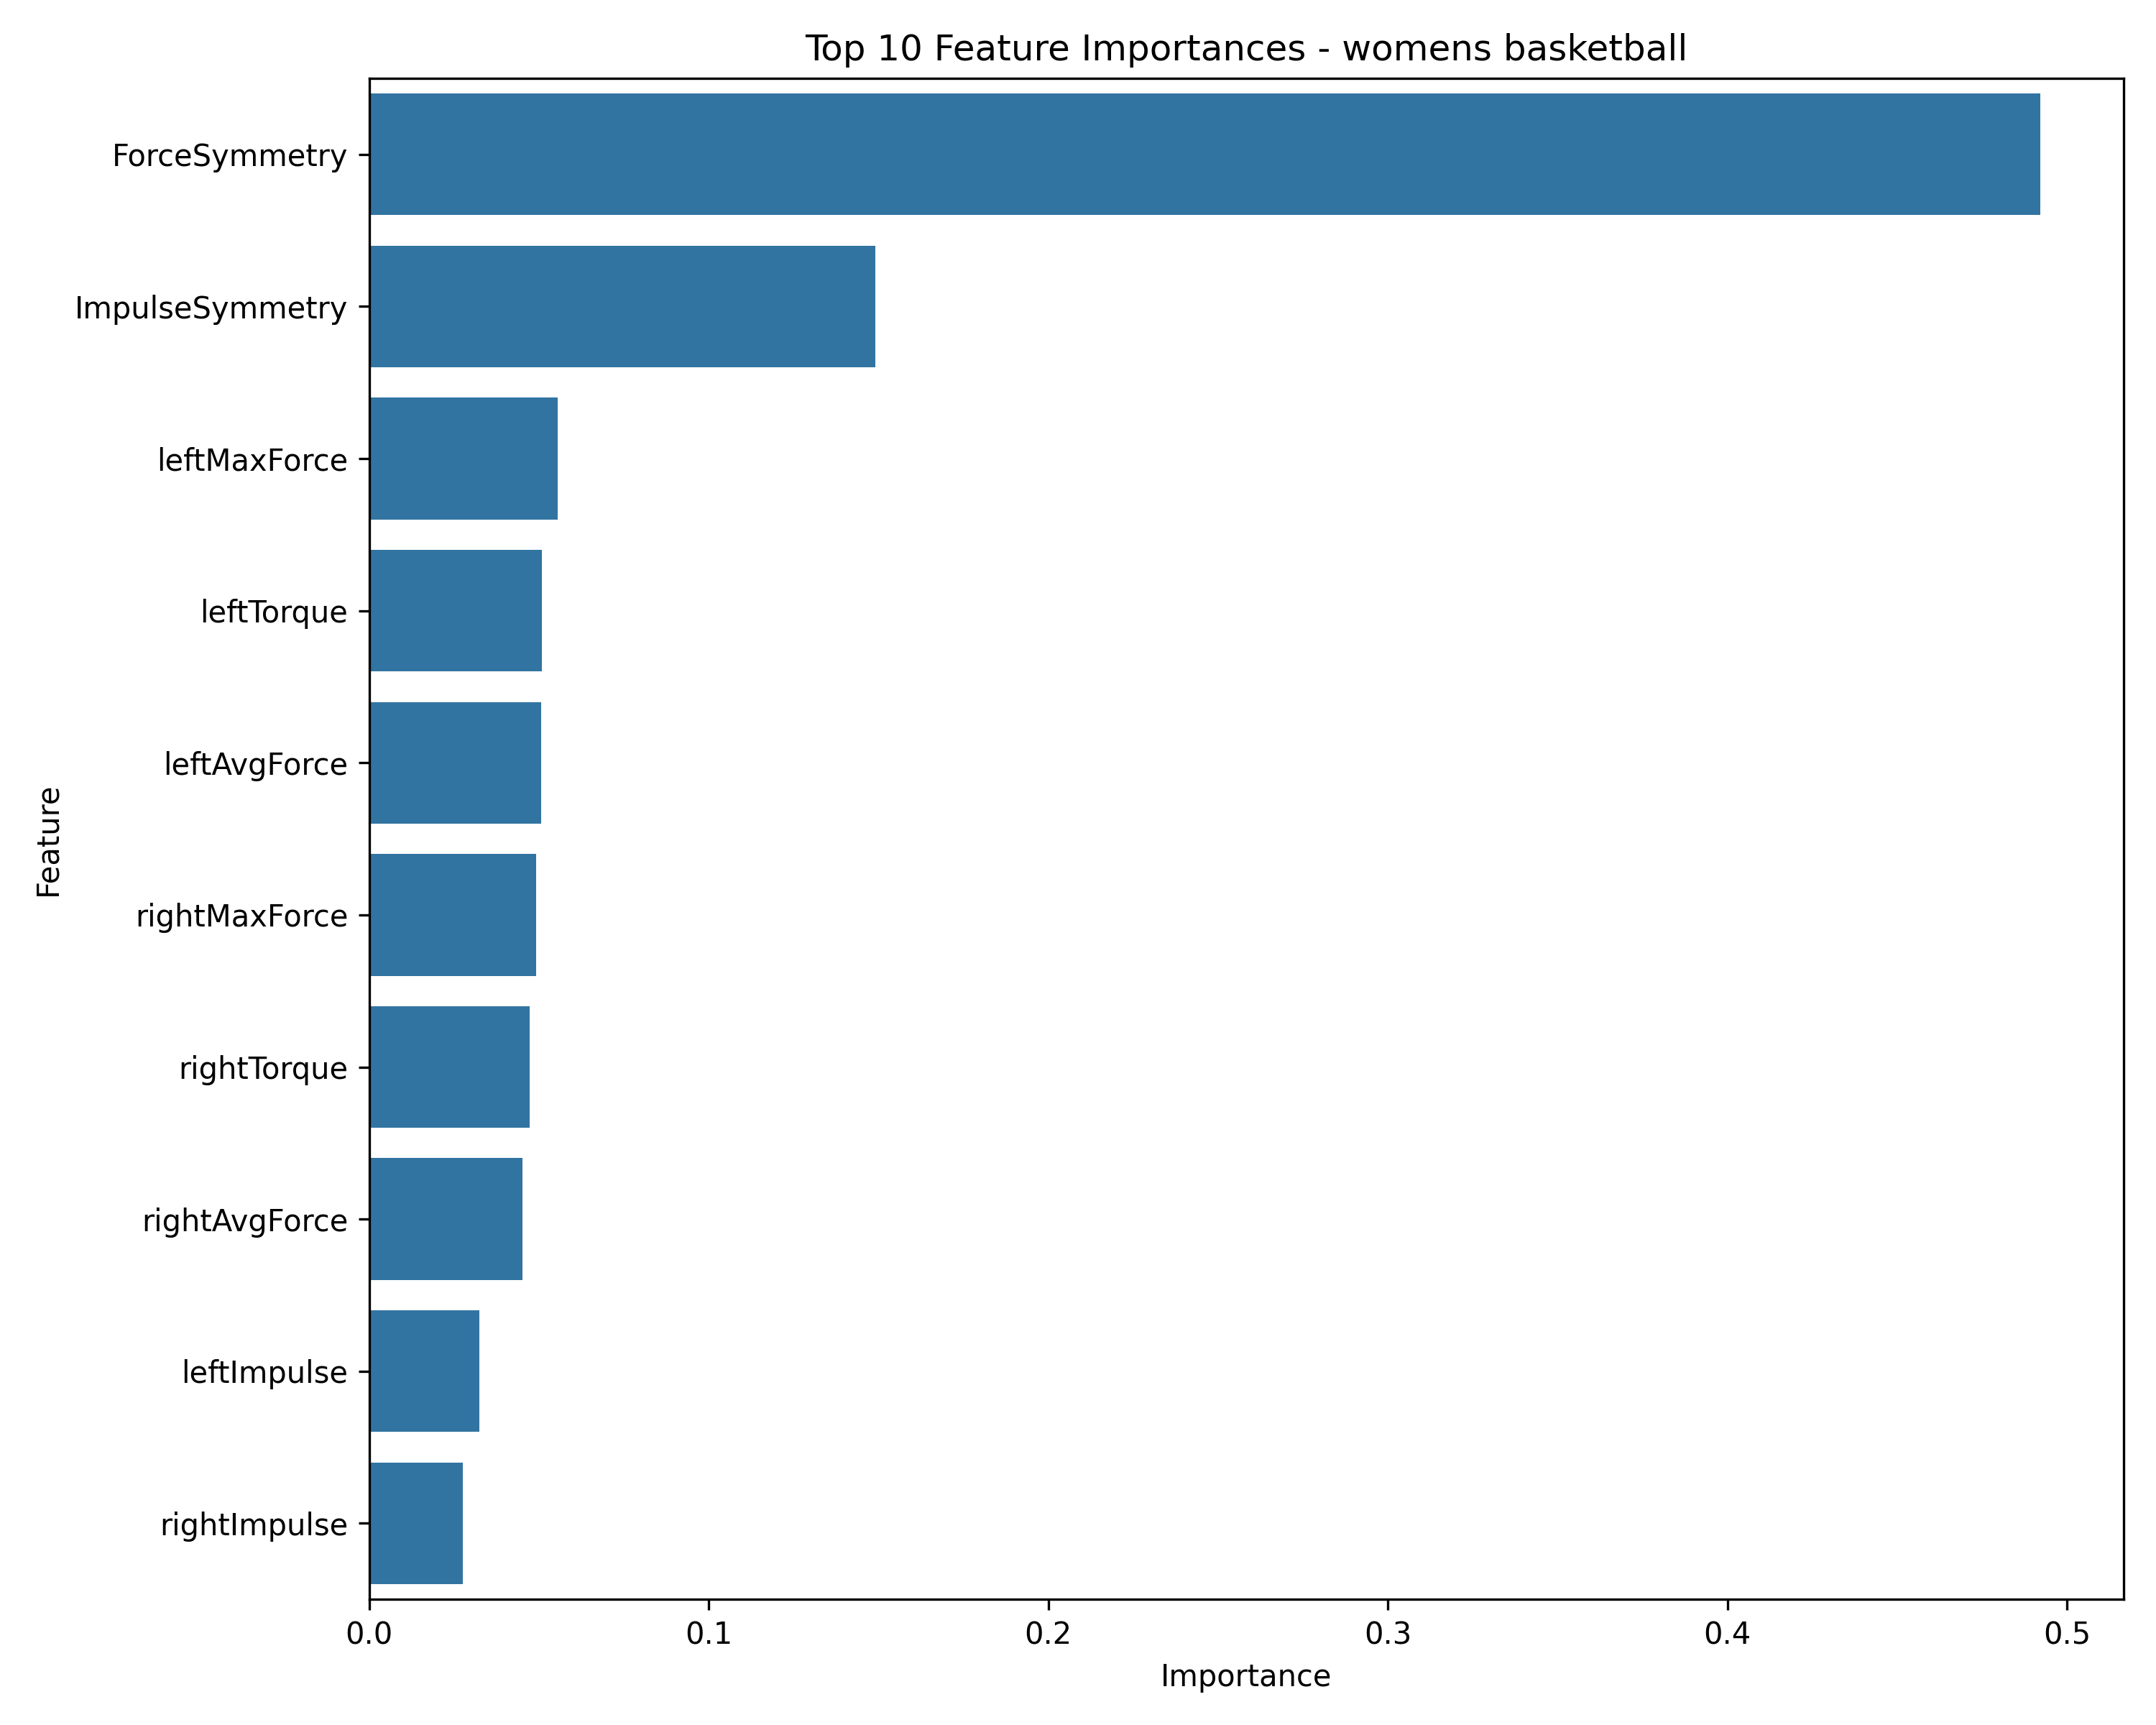 Top 10 Feature Importances - womens basketball
ForceSymmetry
ImpulseSymmetry
leftMaxForce
leftTorque
leftAvgForce
rightMaxForce
rightTorque
rightAvgForce
leftImpulse
rightImpulse
Feature
0.0 0.1 0.2 0.3 0.4 0.5
Importance